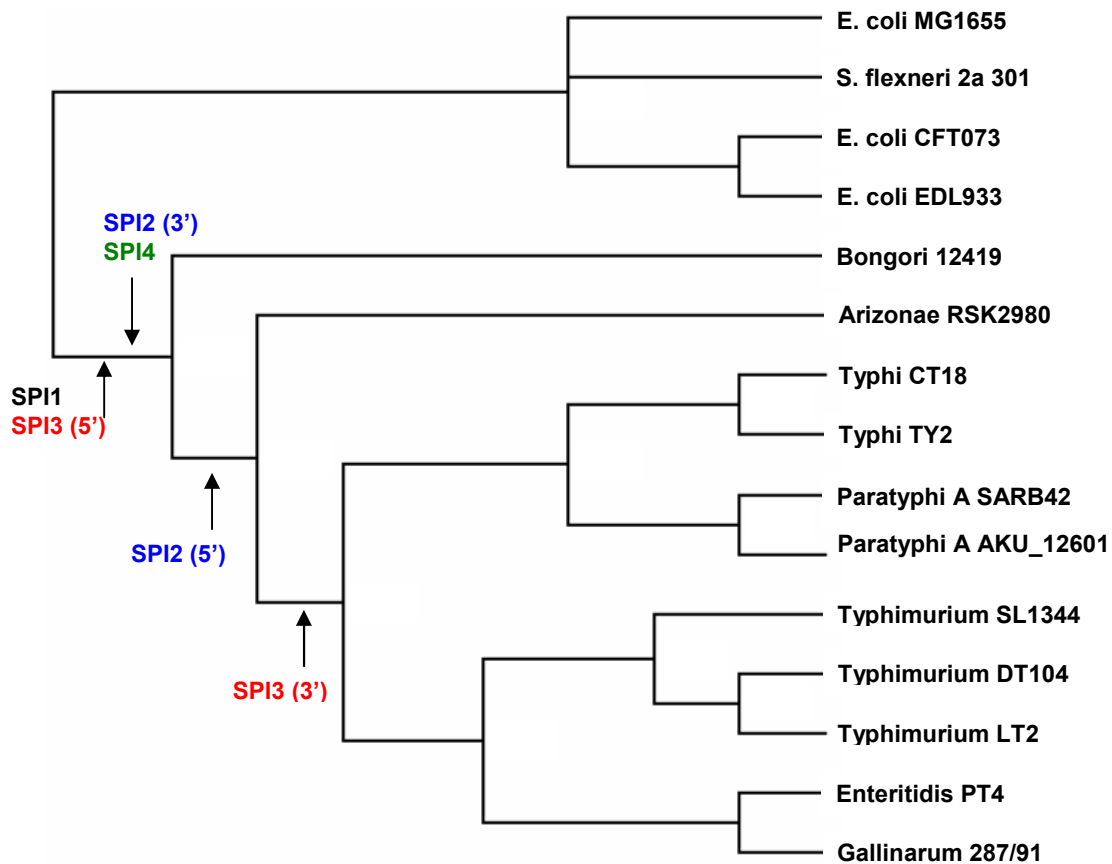 E. coli MG1655
S. flexneri 2a 301
E. coli CFT073
E. coli EDL933
SPI2 (3’)
SPI4
Bongori 12419
Arizonae RSK2980
SPI1
SPI3 (5’)
Typhi CT18
Typhi TY2
Paratyphi A SARB42
Paratyphi A AKU_12601
SPI2 (5’)
Typhimurium SL1344
Typhimurium DT104
SPI3 (3’)
Typhimurium LT2
Enteritidis PT4
Gallinarum 287/91